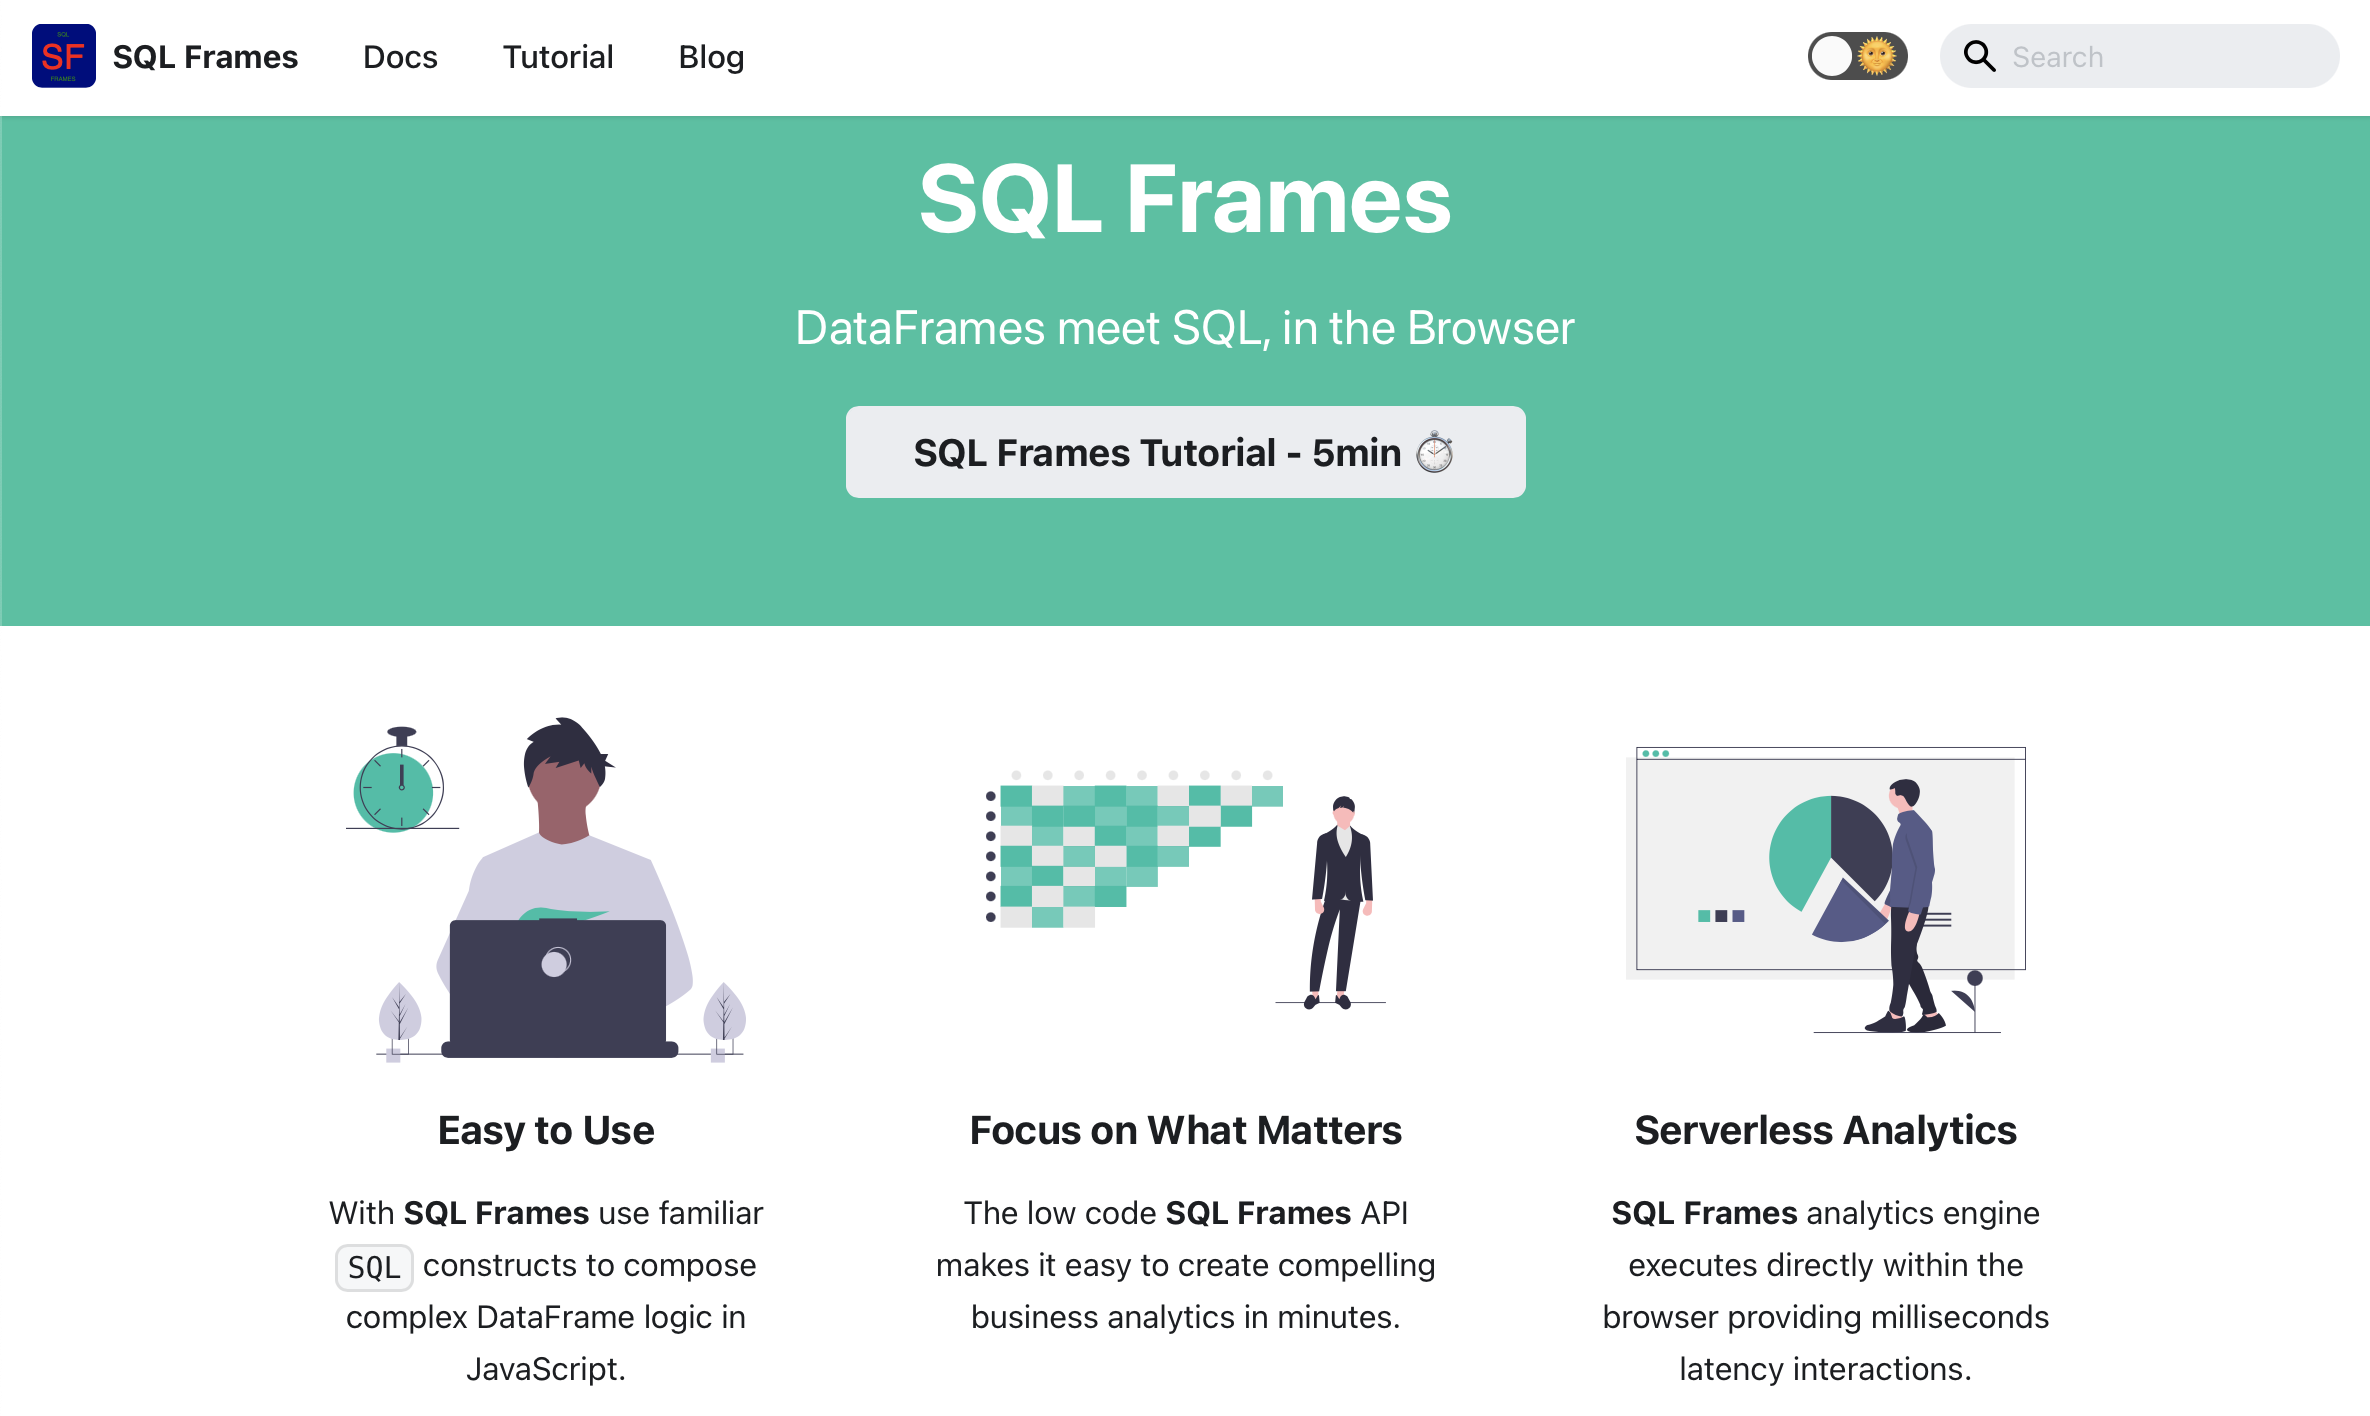 SQL
SF
FRAMES
SQL Frames
Docs
Tutorial
Blog
Search
SQL Frames
DataFrames meet SQL, in the Browser
SQL Frames Tutorial - 5min
Easy to Use
With SQL Frames use familiar
SQL constructs to compose
complex DataFrame logic in
JavaScript.
Focus on What Matters
The low code SQL Frames API
makes it easy to create compelling
business analytics in minutes.
Serverless Analytics
SQL Frames analytics engine
executes directly within the
browser providing milliseconds
latency interactions.